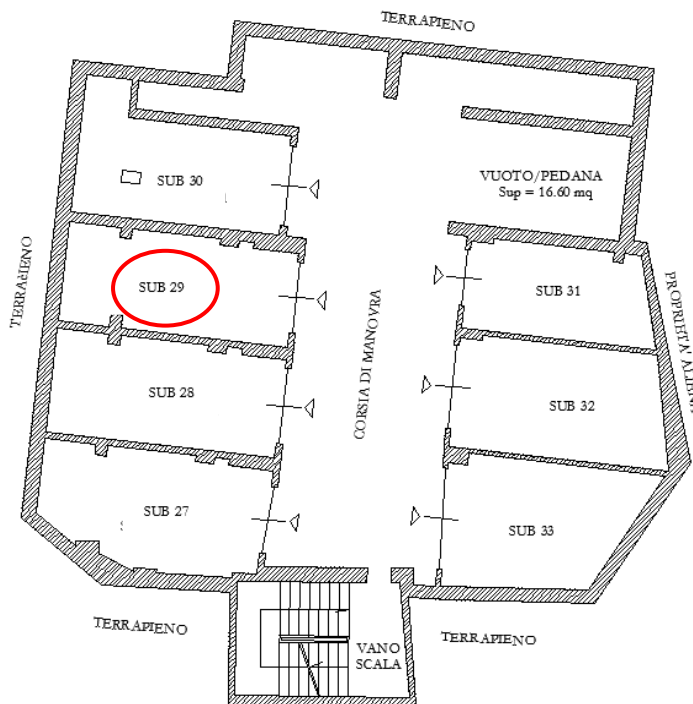 TERRAPIENO
SUB 30
VUOTO/PEDANA
Sup = 16.60 mq
TERRAPIENO
SUB 29
SUB 31
PROPRIETA'
CORSIA DI MANOVRA
SUB 28
SUB 32
SUB 27
SUB 33
TERRAPIENO
VANO
SCALA
TERRAPIENO